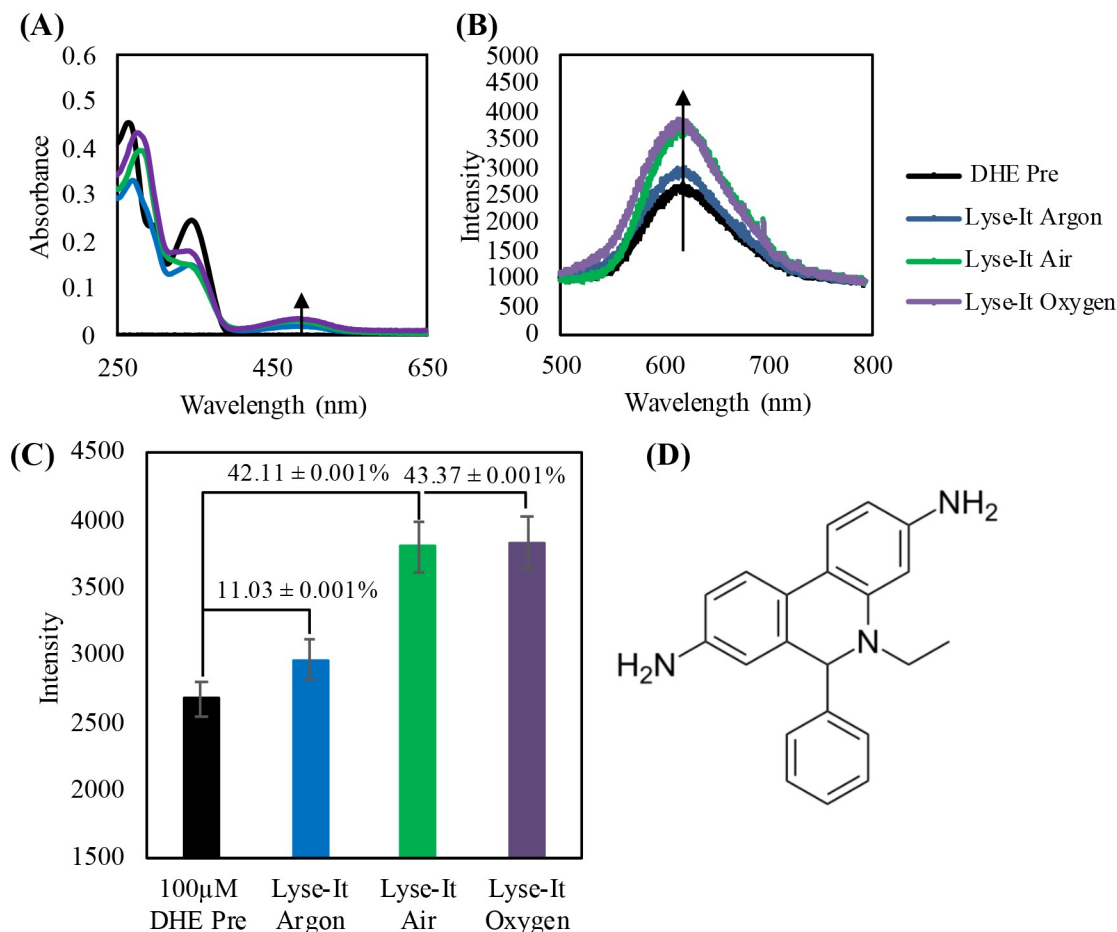 (A)
0.6
0.5
0.4
0.3
0.2
0.1
0
Absorbance
250
450
650
Wavelength (nm)
(B)
5000
4500
4000
3500
3000
2500
2000
1500
1000
500
0
Intensity
500
600
700
800
Wavelength (nm)
DHE Pre
Lyse-It Argon
Lyse-It Air
Lyse-It Oxygen
(C)
4500
4000
3500
3000
2500
2000
1500
Intensity
42.11 ± 0.001%
43.37 ± 0.001%
11.03 ± 0.001%
100µM
DHE Pre
Lyse-It
Argon
Lyse-It
Air
Lyse-It
Oxygen
(D)
NH2
N
H2N